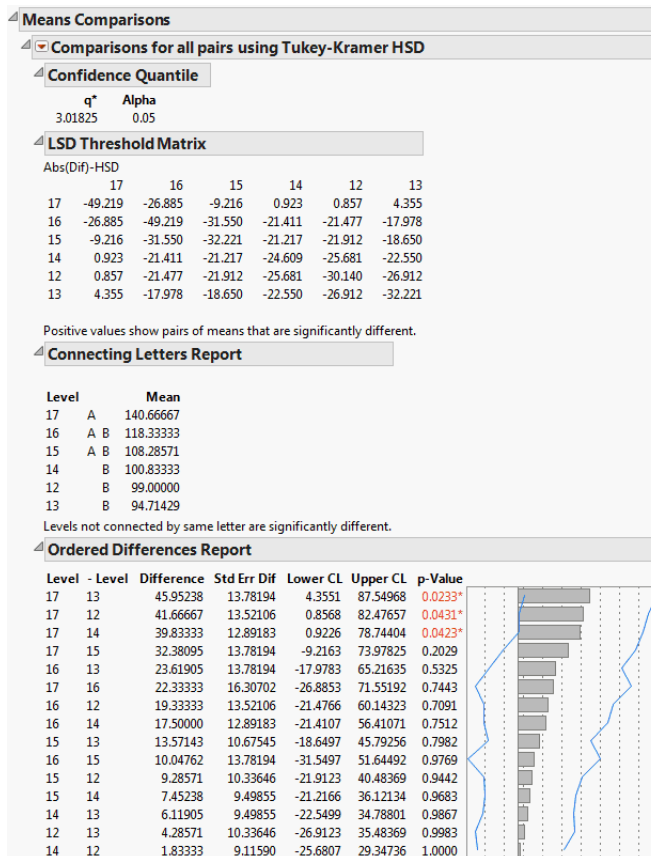 Means Comparisons
Comparisons for all pairs using Tukey-Kramer HSD
Confidence Quantile
q* Alpha
3.01825 0.05
LSD Threshold Matrix
Abs(Dif)-HSD
17 16 15 14 12 13
17 -49.219 -26.885 -9.216 0.923 0.857 4.355
16 -26.885 -49.219 -31.550 -21.411 -21.477 -17.978
15 -9.216 -31.550 -32.221 -21.217 -21.912 -18.650
14 0.923 -21.411 -21.217 -24.609 -25.681 -22.550
12 0.857 -21.477 -21.912 -25.681 -30.140 -26.912
13 4.355 -17.978 -18.650 -22.550 -26.912 -32.221
Positive values show pairs of means that are significantly different.
Connecting Letters Report
Level Mean
17 A 140.66667
16 A B 118.33333
15 A B 108.28571
14 B 100.83333
12 B 99.00000
13 B 94.71429
Levels not connected by same letter are significantly different.
Ordered Differences Report
Level - Level Difference Std Err Dif Lower CL Upper CL p-Value
17 13 45.95238 13.78194 4.3551 87.54968 0.0233*
17 12 41.66667 13.52106 0.8568 82.47657 0.0431*
17 14 39.83333 12.89183 0.9226 78.74404 0.0423*
17 15 32.38095 13.78194 -9.2163 73.97825 0.2029
16 13 23.61905 13.78194 -17.9783 65.21635 0.5325
17 16 22.33333 16.30702 -26.8853 71.55192 0.7443
16 12 19.33333 13.52106 -21.4766 60.14323 0.7091
16 14 17.50000 12.89183 -21.4107 56.41071 0.7512
15 13 13.57143 10.67545 -18.6497 45.79256 0.7982
16 15 10.04762 13.78194 -31.5497 51.64492 0.9769
15 12 9.28571 10.33646 -21.9123 40.48369 0.9442
15 14 7.45238 9.49855 -21.2166 36.12134 0.9683
14 13 6.11905 9.49855 -22.5499 34.78801 0.9867
12 13 4.28571 10.33646 -26.9123 35.48369 0.9983
14 12 1.83333 9.11590 -25.6807 29.34736 1.0000